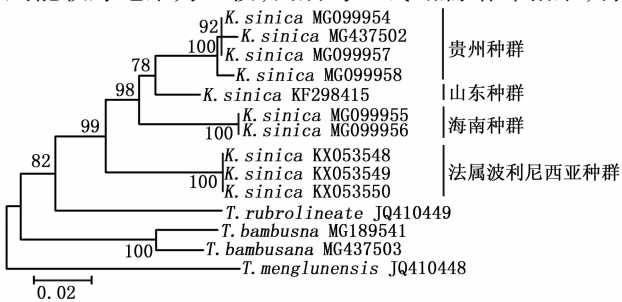 K.sinica MG099954
92
K.sinica MG437502
100
K.sinica MG099957
贵州种群
78
K.sinica MG099958
98
K.sinica KF298415
山东种群
K.sinica MG099955
海南种群
99
100
K.sinica MG099956
K.sinica KX053548
82
K.sinica KX053549
法属波利尼西亚种群
100
K.sinica KX053550
T.rubrolineate JQ410449
T.bambusna MG189541
100
T.bambusana MG437503
T.menglunensis JQ410448
0.02